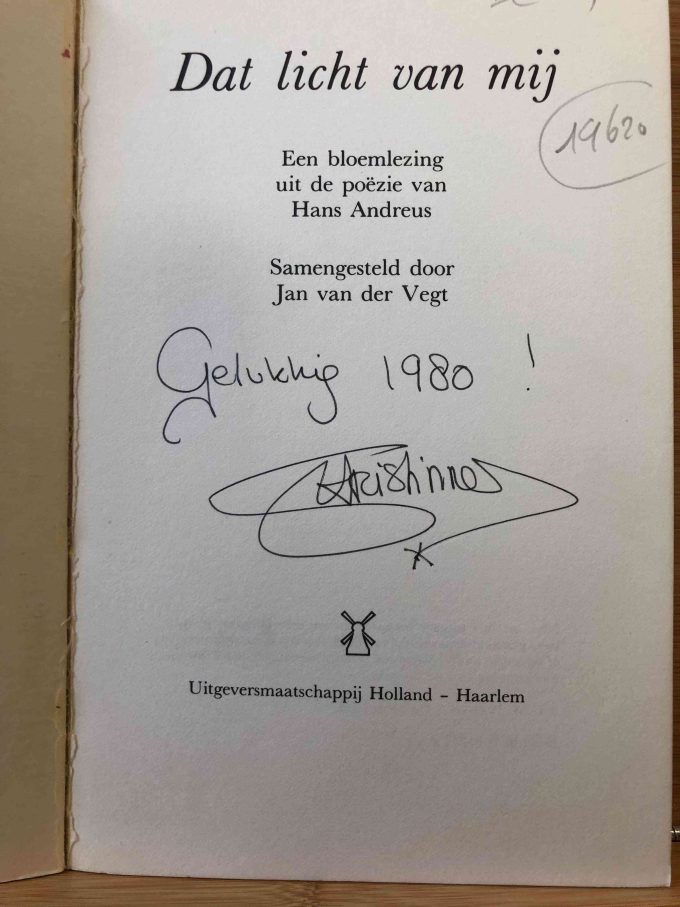 Dat licht van mij
19620
Een bloemlezing
uit de poëzie van
Hans Andreus
Samengesteld door
Jan van der Vegt
Gelukkig 1980 !
Uitgeversmaatschappij Holland – Haarlem